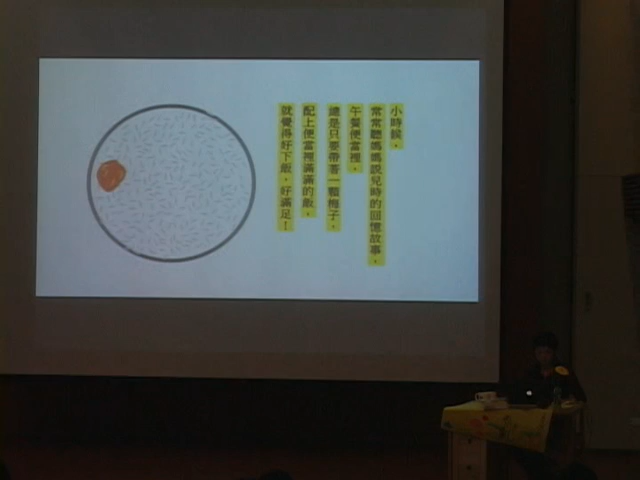 小時候，
常常聽媽媽說兒時的回憶故事，
午餐便當裡，
還是只要帶著一顆梅子，
配上便當裡滿滿的飯，
就覺得好下飯，好滿足！